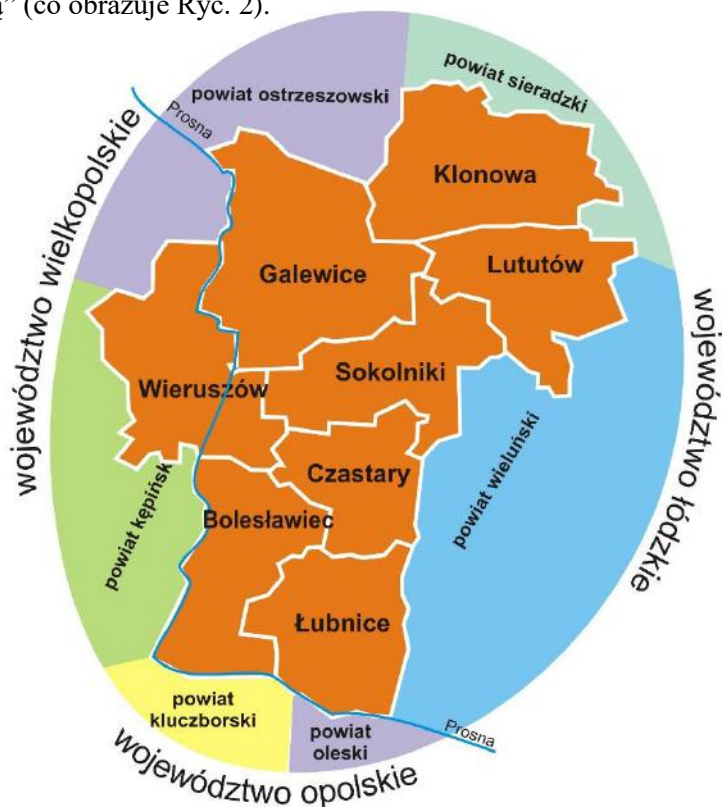 ą” (co obrazuje Ryc. 2).
powiat ostrzeszowski
powiat sieradzki
Prosna
Klonowa
województwo wielkopolskie
Galewice
Lututów
Sokolniki
Wieruszów
województwo łódzkie
powiat wieluński
Czastary
powiat kępińsk
Bolesławiec
Łubnice
powiat
kluczborski
powiat
oleski
Prosna
województwo opolskie